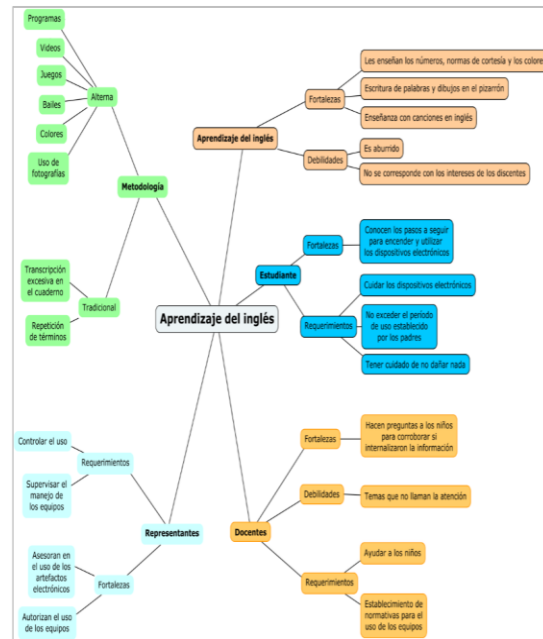 Programas
Videos
Juegos
Bailes
Colores
Uso de
fotografías
Alterna
Metodología
Transcripción
excesiva en
el cuaderno
Repetición
de términos
Tradicional
Les enseñan los números, normas de cortesía y los colores
Escritura de palabras y dibujos en el pizarrón
Enseñanza con canciones en inglés
Fortalezas
Aprendizaje del inglés
Debilidades
Es aburrido
No se corresponde con los intereses de los discentes
Fortalezas
Conocen los pasos a seguir
para encender y utilizar
los dispositivos electrónicos
Estudiante
Requerimientos
Cuidar los dispositivos electrónicos
No exceder el período
de uso establecido
por los padres
Tener cuidado de no dañar nada
Aprendizaje del inglés
Controlar el uso
Requerimientos
Supervisar el
manejo de
los equipos
Representantes
Asesoran en
el uso de los
artefactos
electrónicos
Fortalezas
Autorizan el uso
de los equipos
Fortalezas
Hacen preguntas a los niños
para corroborar si
internalizaron la información
Debilidades
Temas que no llaman la atención
Docentes
Requerimientos
Ayudar a los niños
Establecimiento de
normativas para el
uso de los equipos